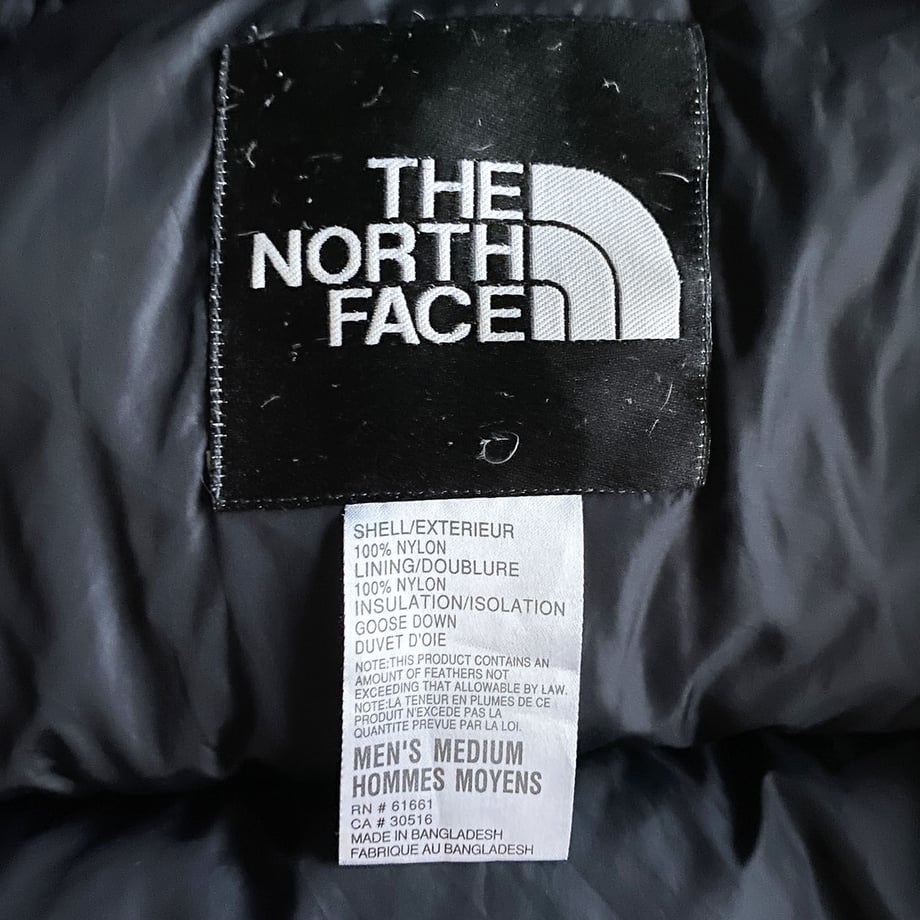 THE
NORTH
FACE
SHELL/EXTERIEUR
100% NYLON
LINING/DOUBLURE
100% NYLON
INSULATION/ISOLATION
GOOSE DOWN
DUVET D'OIE
NOTE:THIS PRODUCT CONTAINS AN
AMOUNT OF FEATHERS NOT
EXCEEDING THAT ALLOWABLE BY LAW.
NOTE:LA TENEUR EN PLUMES DE CE
PRODUIT N'EXCEDE PAS LA
QUANTITE PREVUE PAR LA LOI.
MEN'S MEDIUM
HOMMES MOYENS
RN # 61661
CA # 30516
MADE IN BANGLADESH
FABRIQUE AU BANGLADESH